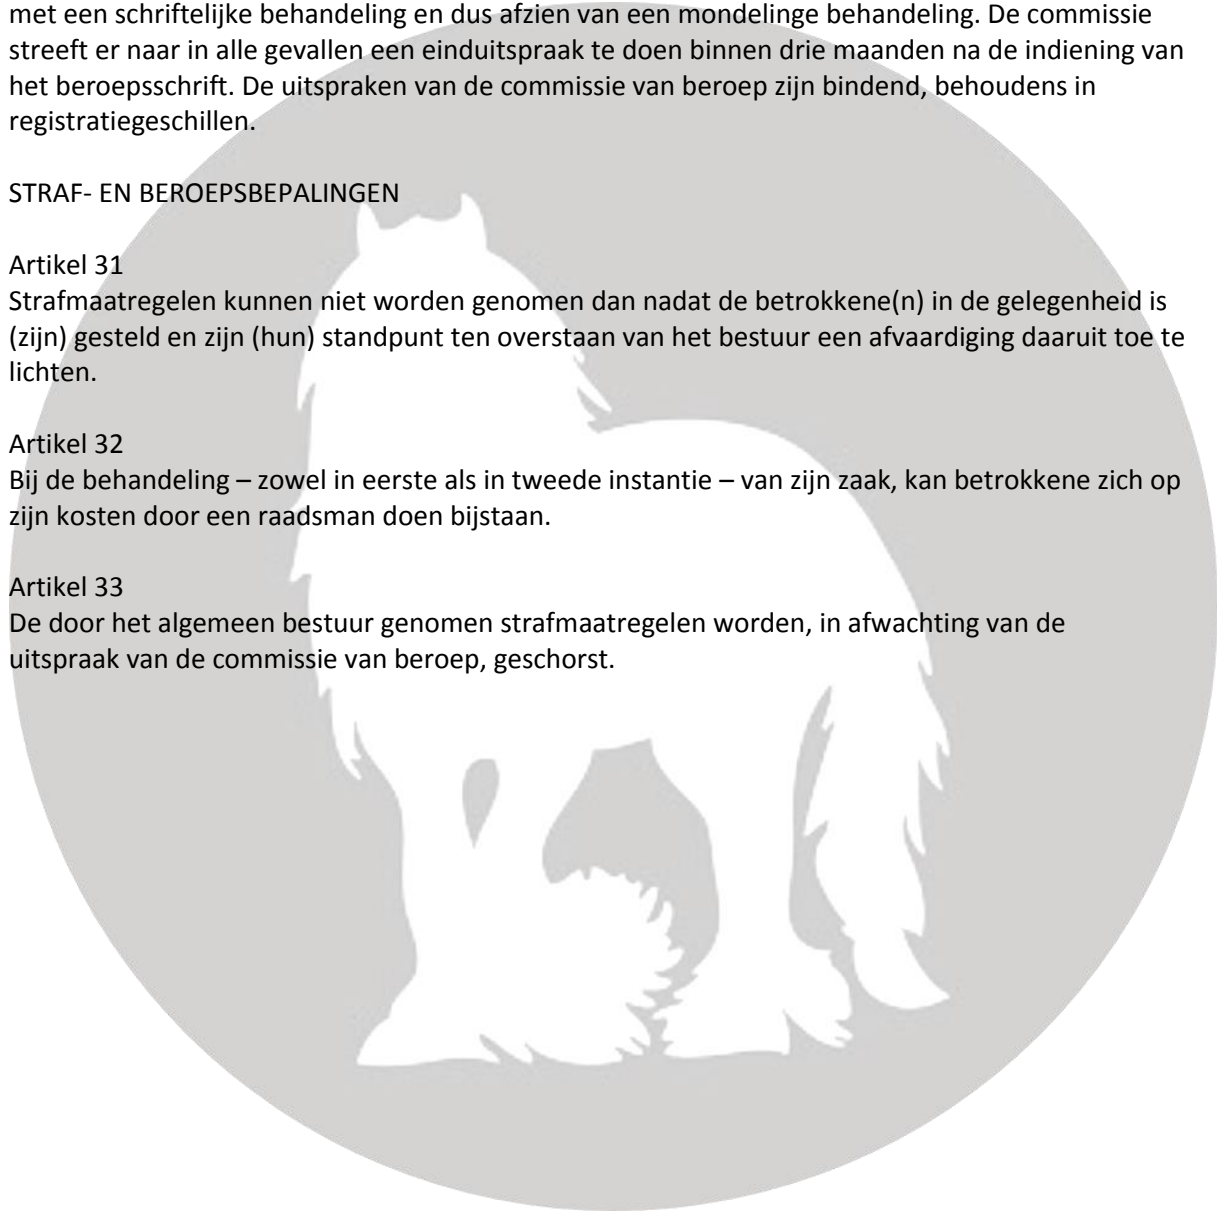 met een schriftelijke behandeling en dus afzien van een mondelinge behandeling. De commissie
streeft er naar in alle gevallen een einduitspraak te doen binnen drie maanden na de indiening van
het beroepsschrift. De uitspraken van de commissie van beroep zijn bindend, behoudens in
registratiegeschillen.
STRAF- EN BEROEPSBEPALINGEN
Artikel 31
Strafmaatregelen kunnen niet worden genomen dan nadat de betrokkene(n) in de gelegenheid is
(zijn) gesteld en zijn (hun) standpunt ten overstaan van het bestuur een afvaardiging daaruit toe te
lichten.
Artikel 32
Bij de behandeling – zowel in eerste als in tweede instantie – van zijn zaak, kan betrokkene zich op
zijn kosten door een raadsman doen bijstaan.
Artikel 33
De door het algemeen bestuur genomen strafmaatregelen worden, in afwachting van de
uitspraak van de commissie van beroep, geschorst.